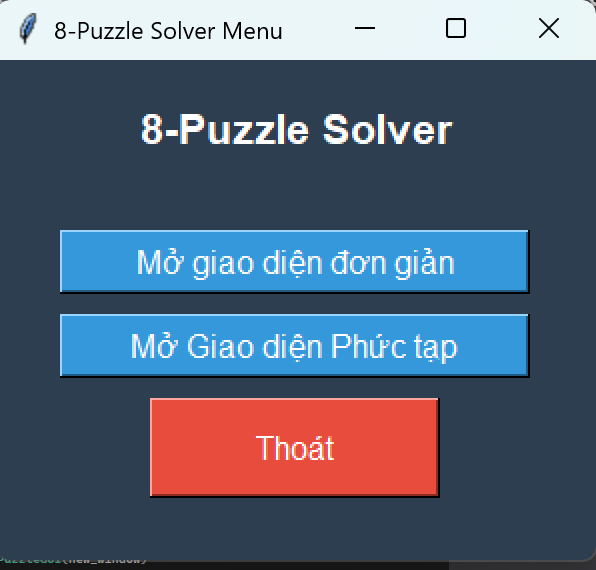 8-Puzzle Solver Menu
8-Puzzle Solver
Mở giao diện đơn giản
Mở Giao diện Phức tạp
Thoát